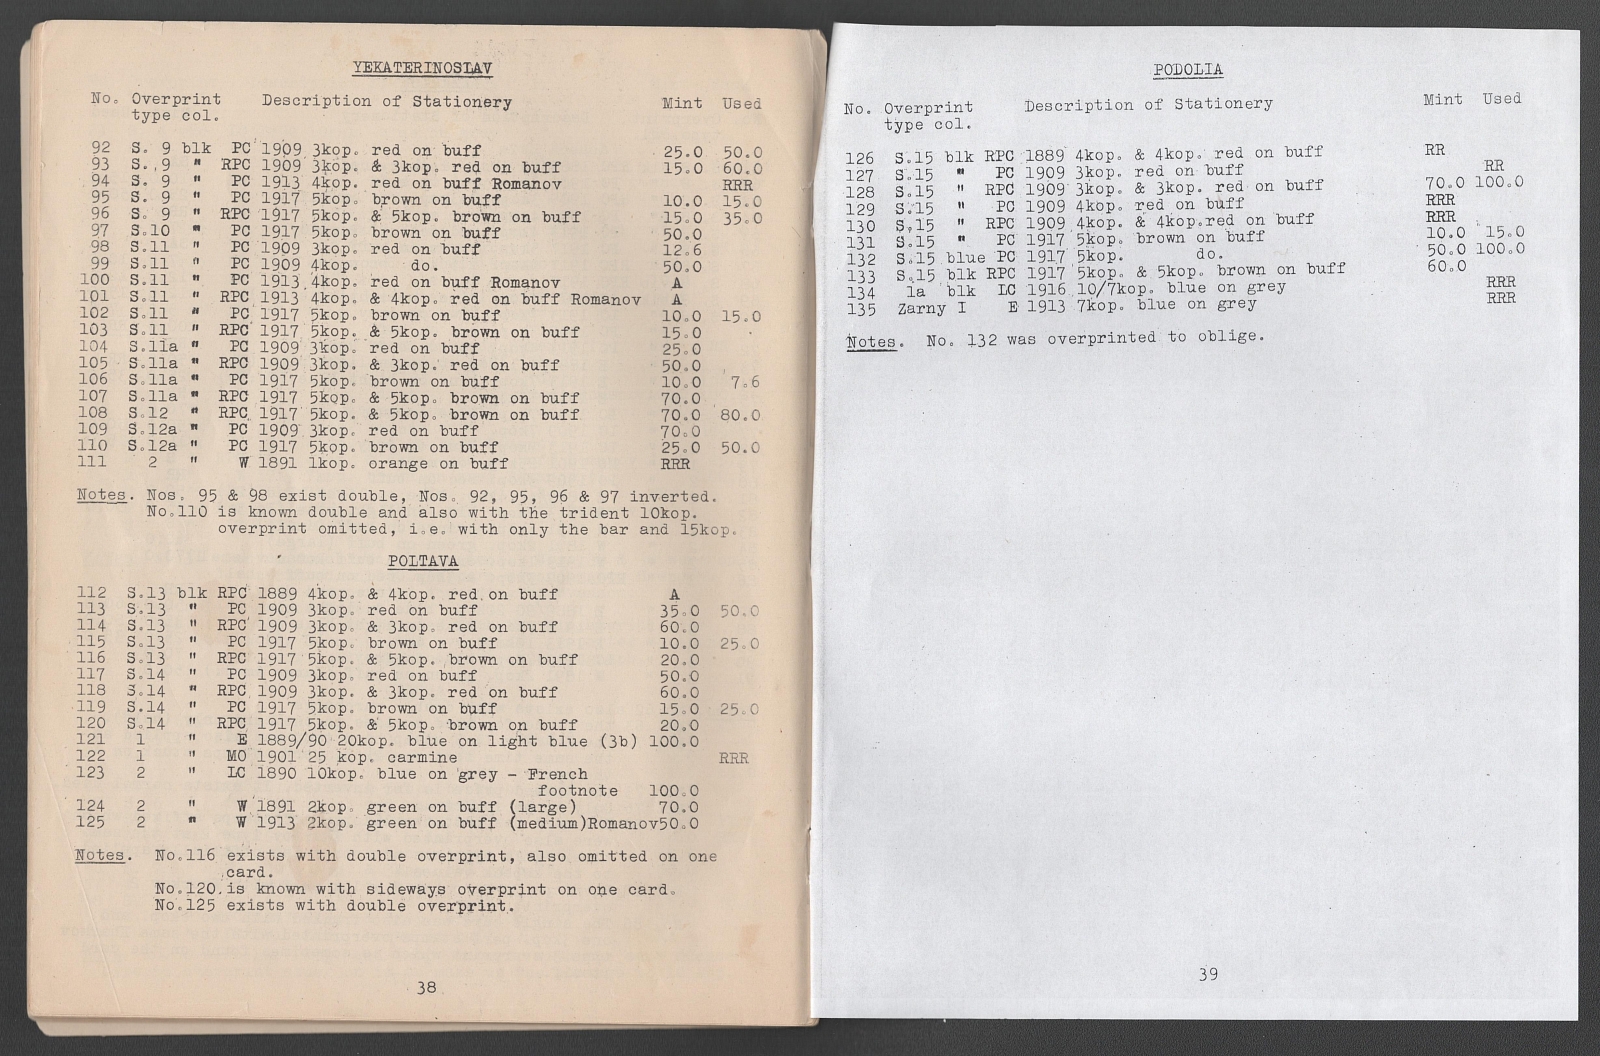 YEKATERINOSLAV
No. Overprint Description of Stationery Mint Used
type col.
92 S. 9 blk PC 1909 3kop. red on buff 25.0 50.0
93 S. 9 " RPC 1909 3kop. & 3kop. red on buff 15.0 60.0
94 S. 9 " PC 1913 4kop. red on buff Romanov RRR
95 S. 9 " PC 1917 5kop. brown on buff 10.0 15.0
96 S. 9 " RPC 1917 5kop. & 5kop. brown on buff 15.0 35.0
97 S.10 " PC 1917 5kop. brown on buff 50.0
98 S.11 " PC 1909 3kop. red on buff 12.6
99 S.11 " PC 1909 4kop. do. 50.0
100 S.11 " PC 1913 4kop. red on buff Romanov A
101 S.11 " RPC 1913 4kop. & 4kop. red on buff Romanov A
102 S.11 " PC 1917 5kop. brown on buff 10.0 15.0
103 S.11 " RPC 1917 5kop. & 5kop. brown on buff 15.0
104 S.11a " PC 1909 3kop. red on buff 25.0
105 S.11a " RPC 1909 3kop. & 3kop. red on buff 50.0
106 S.11a " PC 1917 5kop. brown on buff 10.0 7.6
107 S.11a " RPC 1917 5kop. & 5kop. brown on buff 70.0
108 S.12 " RPC 1917 5kop. & 5kop. brown on buff 70.0 80.0
109 S.12a " PC 1909 3kop. red on buff 70.0
110 S.12a " PC 1917 5kop. brown on buff 25.0 50.0
111 2 " W 1891 1kop. orange on buff RRR
Notes. Nos. 95 & 98 exist double, Nos. 92, 95, 96 & 97 inverted.
No.110 is known double and also with the trident 10kop.
overprint omitted, i.e. with only the bar and 15kop.
POLTAVA
112 S.13 blk RPC 1889 4kop. & 4kop. red on buff A
113 S.13 " PC 1909 3kop. red on buff 35.0 50.0
114 S.13 " RPC 1909 3kop. & 3kop. red on buff 60.0
115 S.13 " PC 1917 5kop. brown on buff 10.0 25.0
116 S.13 " RPC 1917 5kop. & 5kop. brown on buff 20.0
117 S.14 " PC 1909 3kop. red on buff 50.0
118 3.14 " RPC 1909 3kop. & 3kop. red on buff 60.0
119 S.14 " PC 1917 5kop. brown on buff 15.0 25.0
120 S.14 " RPC 1917 5kop. & 5kop. brown on buff 20.0
121 1 " E 1889/90 20kop. blue on light blue (3b) 100.0
122 1 " MO 1901 25 kop. carmine RRR
123 2 " LC 1890 10kop. blue on grey - French
footnote 100.0
124 2 " W 1891 2kop. green on buff (large) 70.0
125 2 " W 1913 2kop. green on buff (medium)Romanov50.0
Notes. No.116 exists with double overprint, also omitted on one
card.
No.120 is known with sideways overprint on one card.
No.125 exists with double overprint.
38
PODOLIA
No. Overprint Description of Stationery Mint Used
type col.
126 S.15 blk RPC 1889 4kop. & 4kop. red on buff RR
127 S.15 " PC 1909 3kop. red on buff RR
128 S.15 " RPC 1909 3kop. & 3kop. red on buff 70.0 100.0
129 S.15 " PC 1909 4kop. red on buff RRR
130 S.15 " RPC 1909 4kop. & 4kop.red on buff RRR
131 S.15 " PC 1917 5kop. brown on buff 10.0 15.0
132 S.15 blue PC 1917 5kop. do. 50.0 100.0
133 S.15 blk RPC 1917 5kop. & 5kop. brown on buff 60.0
134 1a blk LC 1916 10/7kop. blue on grey RRR
135 Zarny I E 1913 7kop. blue on grey RRR
Notes. No. 132 was overprinted to oblige.
39